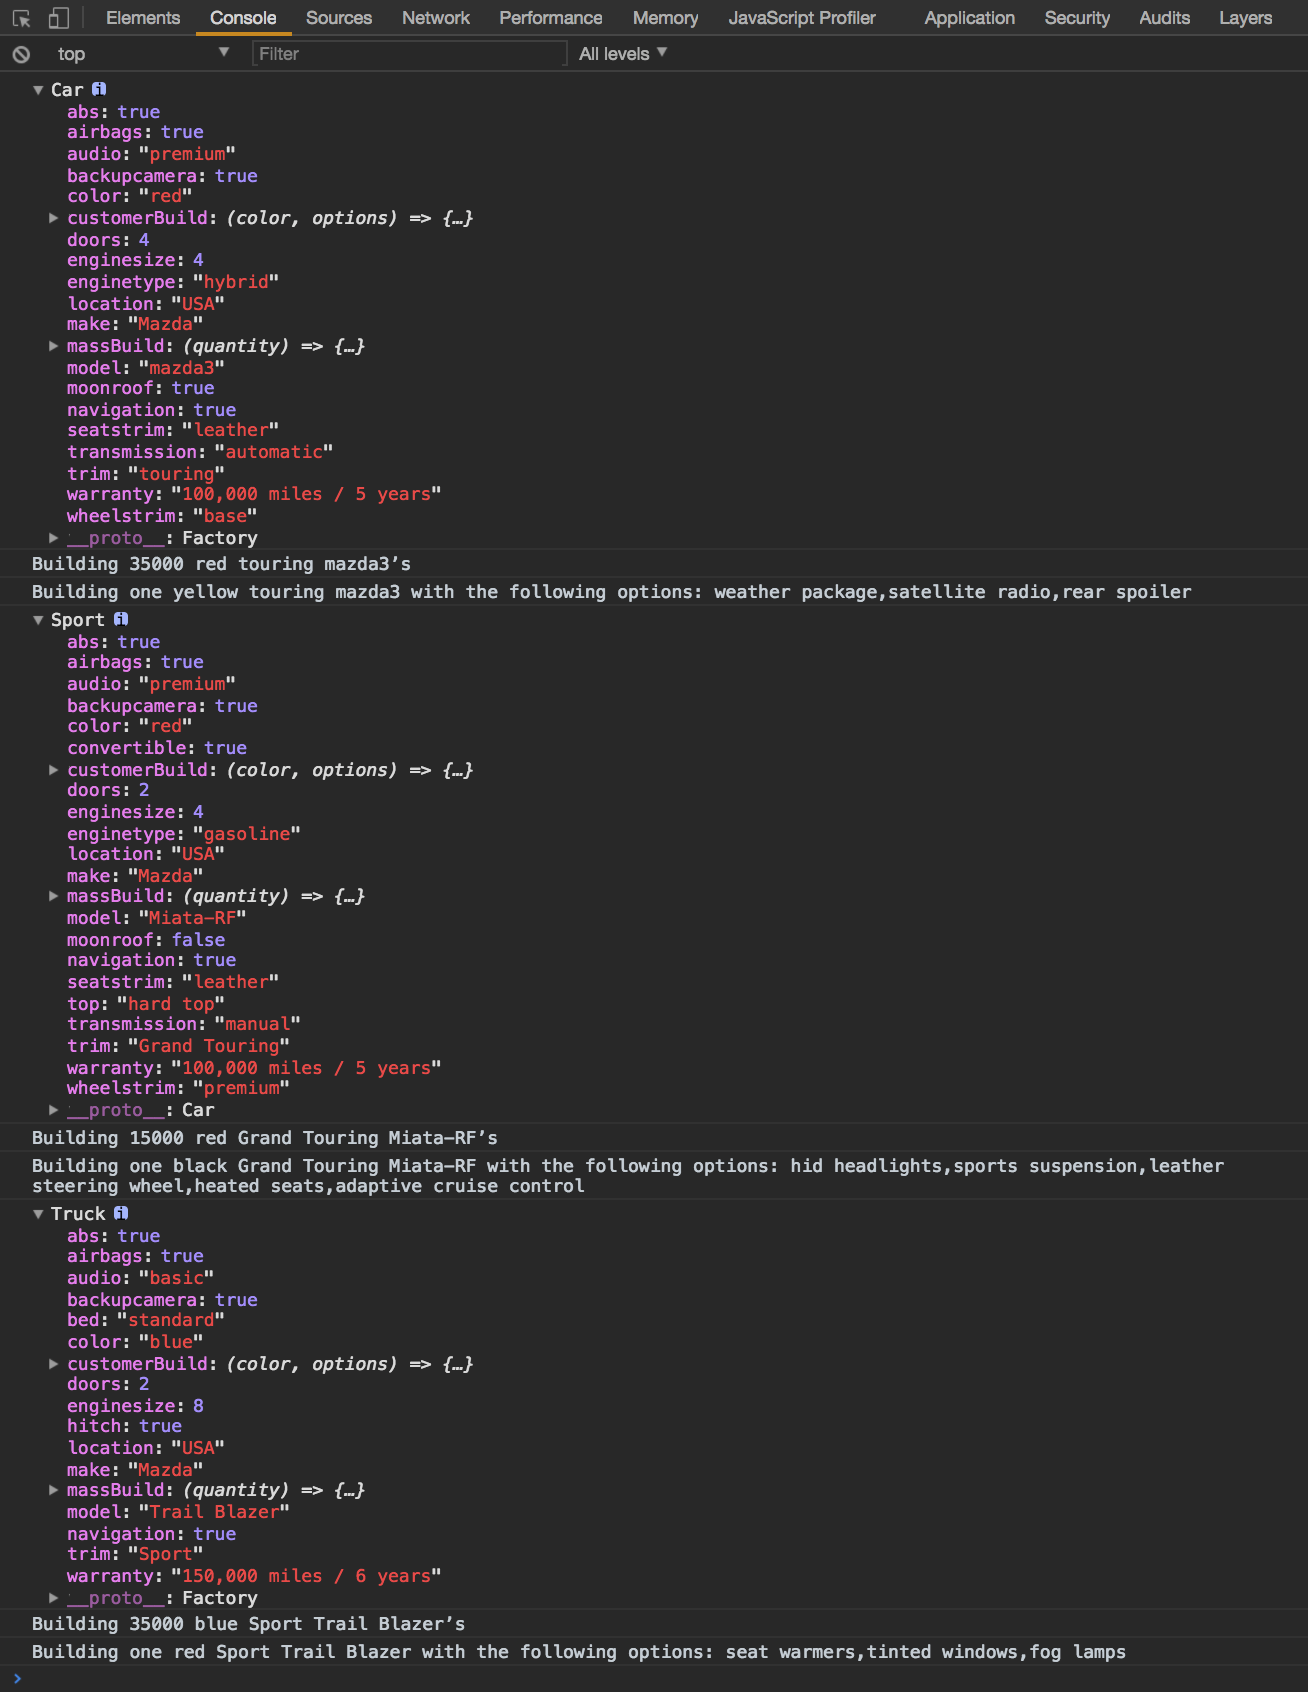 Elements Console Sources Network Performance Memory JavaScript Profiler Application Security Audits Layers
top Filter All levels
Car i
abs: true
airbags: true
audio: "premium"
backupcamera: true
color: "red"
customerBuild: (color, options) => {…}
doors: 4
enginesize: 4
enginetype: "hybrid"
location: "USA"
make: "Mazda"
massBuild: (quantity) => {…}
model: "mazda3"
moonroof: true
navigation: true
seatstrim: "leather"
transmission: "automatic"
trim: "touring"
warranty: "100,000 miles / 5 years"
wheelstrim: "base"
__proto__: Factory
Building 35000 red touring mazda3’s
Building one yellow touring mazda3 with the following options: weather package,satellite radio,rear spoiler
Sport i
abs: true
airbags: true
audio: "premium"
backupcamera: true
color: "red"
convertible: true
customerBuild: (color, options) => {…}
doors: 2
enginesize: 4
enginetype: "gasoline"
location: "USA"
make: "Mazda"
massBuild: (quantity) => {…}
model: "Miata-RF"
moonroof: false
navigation: true
seatstrim: "leather"
top: "hard top"
transmission: "manual"
trim: "Grand Touring"
warranty: "100,000 miles / 5 years"
wheelstrim: "premium"
__proto__: Car
Building 15000 red Grand Touring Miata-RF’s
Building one black Grand Touring Miata-RF with the following options: hid headlights,sports suspension,leather
steering wheel,heated seats,adaptive cruise control
Truck i
abs: true
airbags: true
audio: "basic"
backupcamera: true
bed: "standard"
color: "blue"
customerBuild: (color, options) => {…}
doors: 2
enginesize: 8
hitch: true
location: "USA"
make: "Mazda"
massBuild: (quantity) => {…}
model: "Trail Blazer"
navigation: true
trim: "Sport"
warranty: "150,000 miles / 6 years"
__proto__: Factory
Building 35000 blue Sport Trail Blazer’s
Building one red Sport Trail Blazer with the following options: seat warmers,tinted windows,fog lamps